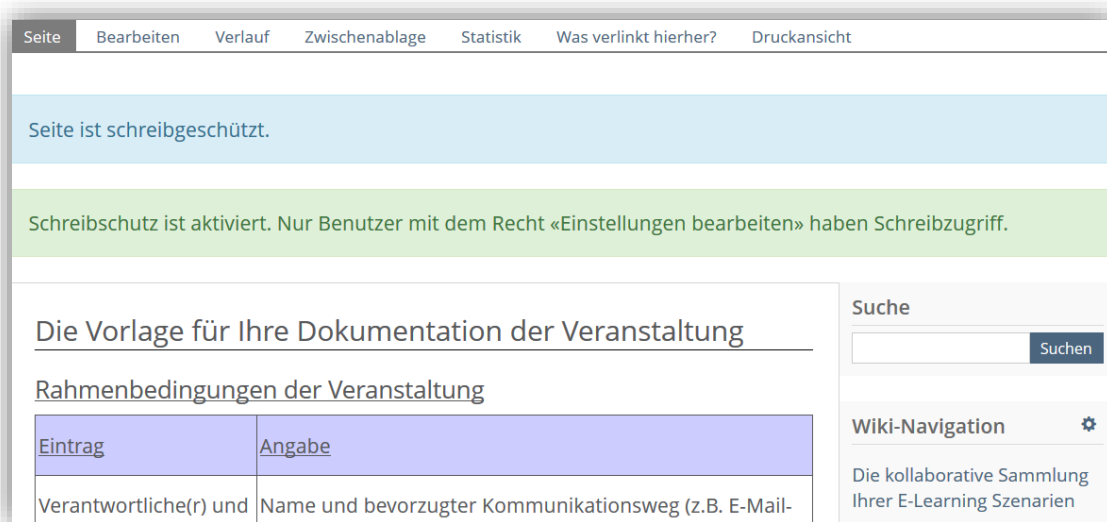 Seite Bearbeiten Verlauf Zwischenablage Statistik Was verlinkt hierher? Druckansicht
Seite ist schreibgeschützt.
Schreibschutz ist aktiviert. Nur Benutzer mit dem Recht «Einstellungen bearbeiten» haben Schreibzugriff.
Die Vorlage für Ihre Dokumentation der Veranstaltung
Rahmenbedingungen der Veranstaltung
Eintrag Angabe
Verantwortliche(r) und Name und bevorzugter Kommunikationsweg (z.B. E-Mail-
Suche
Suchen
Wiki-Navigation
Die kollaborative Sammlung
Ihrer E-Learning Szenarien